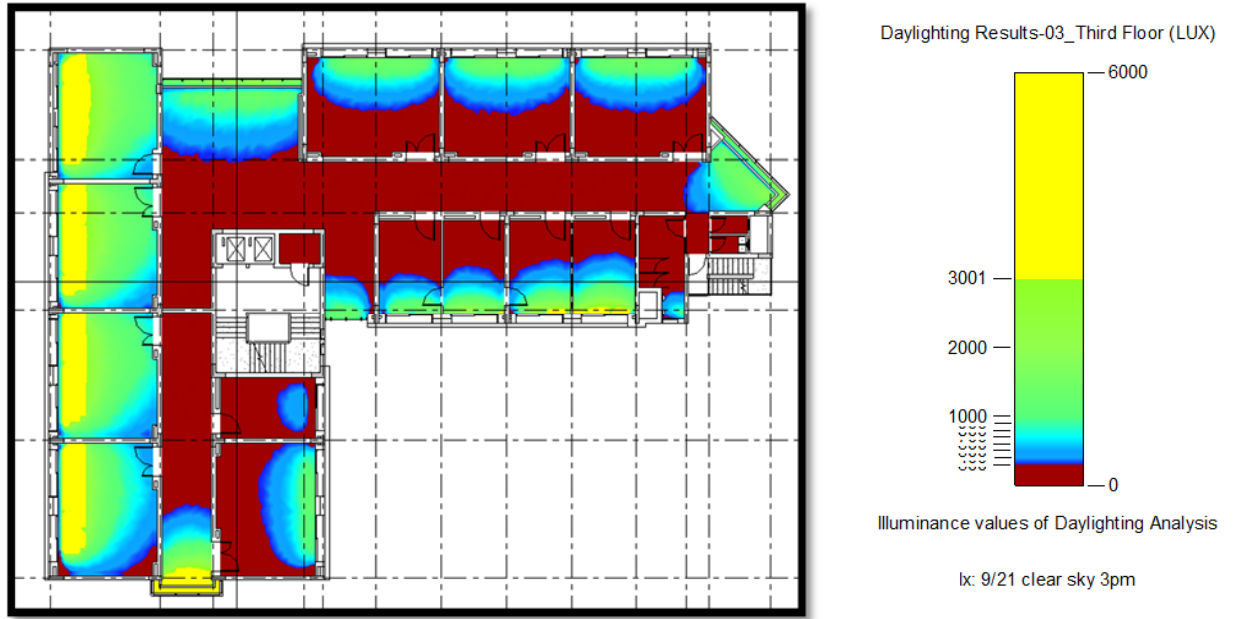 Daylighting Results-03_Third Floor (LUX)
6000
3001
2000
1000
0
Illuminance values of Daylighting Analysis
lx: 9/21 clear sky 3pm